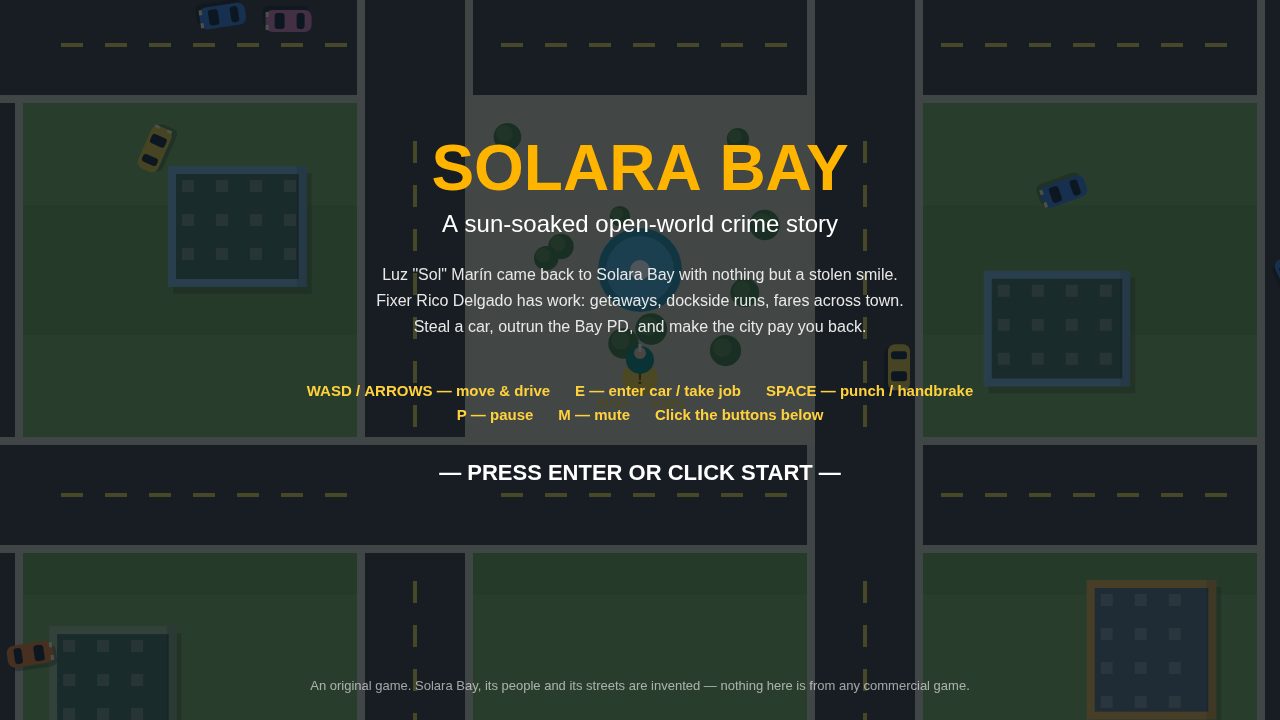 SOLARA BAY
A sun-soaked open-world crime story
Luz "Sol" Marín came back to Solara Bay with nothing but a stolen smile.
Fixer Rico Delgado has work: getaways, dockside runs, fares across town.
Steal a car, outrun the Bay PD, and make the city pay you back.
WASD / ARROWS — move & drive E — enter car / take job SPACE — punch / handbrake
P — pause M — mute Click the buttons below
— PRESS ENTER OR CLICK START —
An original game. Solara Bay, its people and its streets are invented — nothing here is from any commercial game.